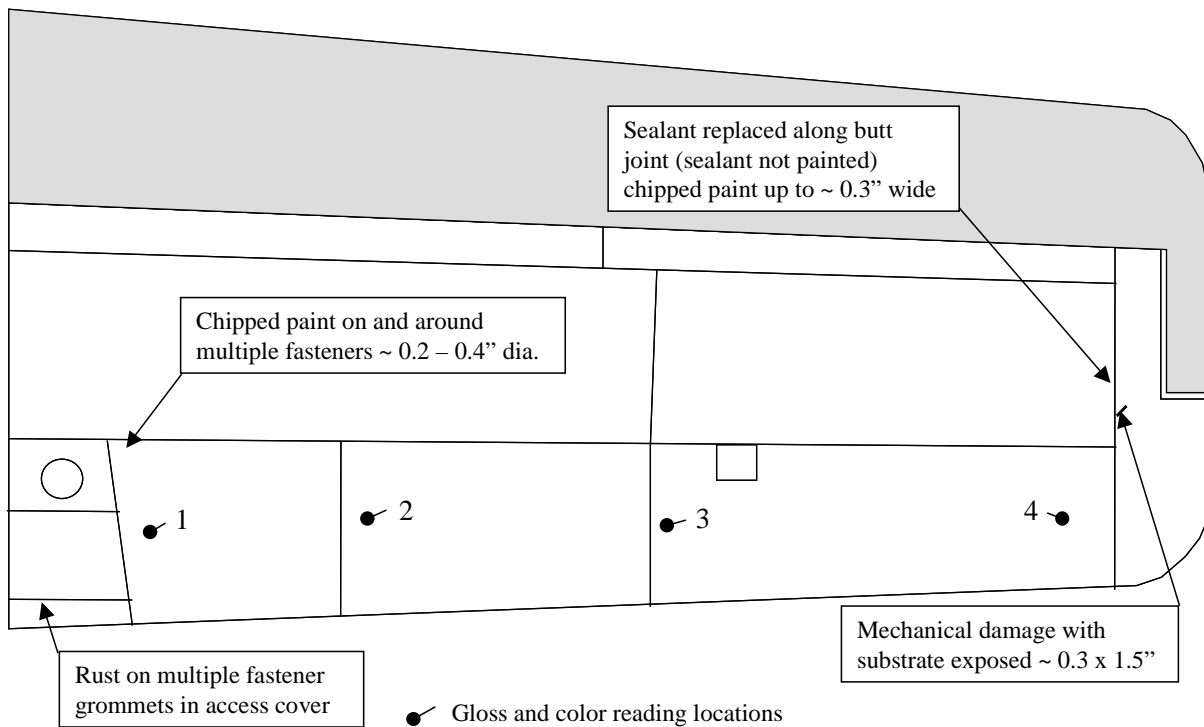 Sealant replaced along butt
joint (sealant not painted)
chipped paint up to ~ 0.3” wide
Chipped paint on and around
multiple fasteners ~ 0.2 – 0.4” dia.
1
2
3
4
Mechanical damage with
substrate exposed ~ 0.3 x 1.5”
Rust on multiple fastener
grommets in access cover
Gloss and color reading locations